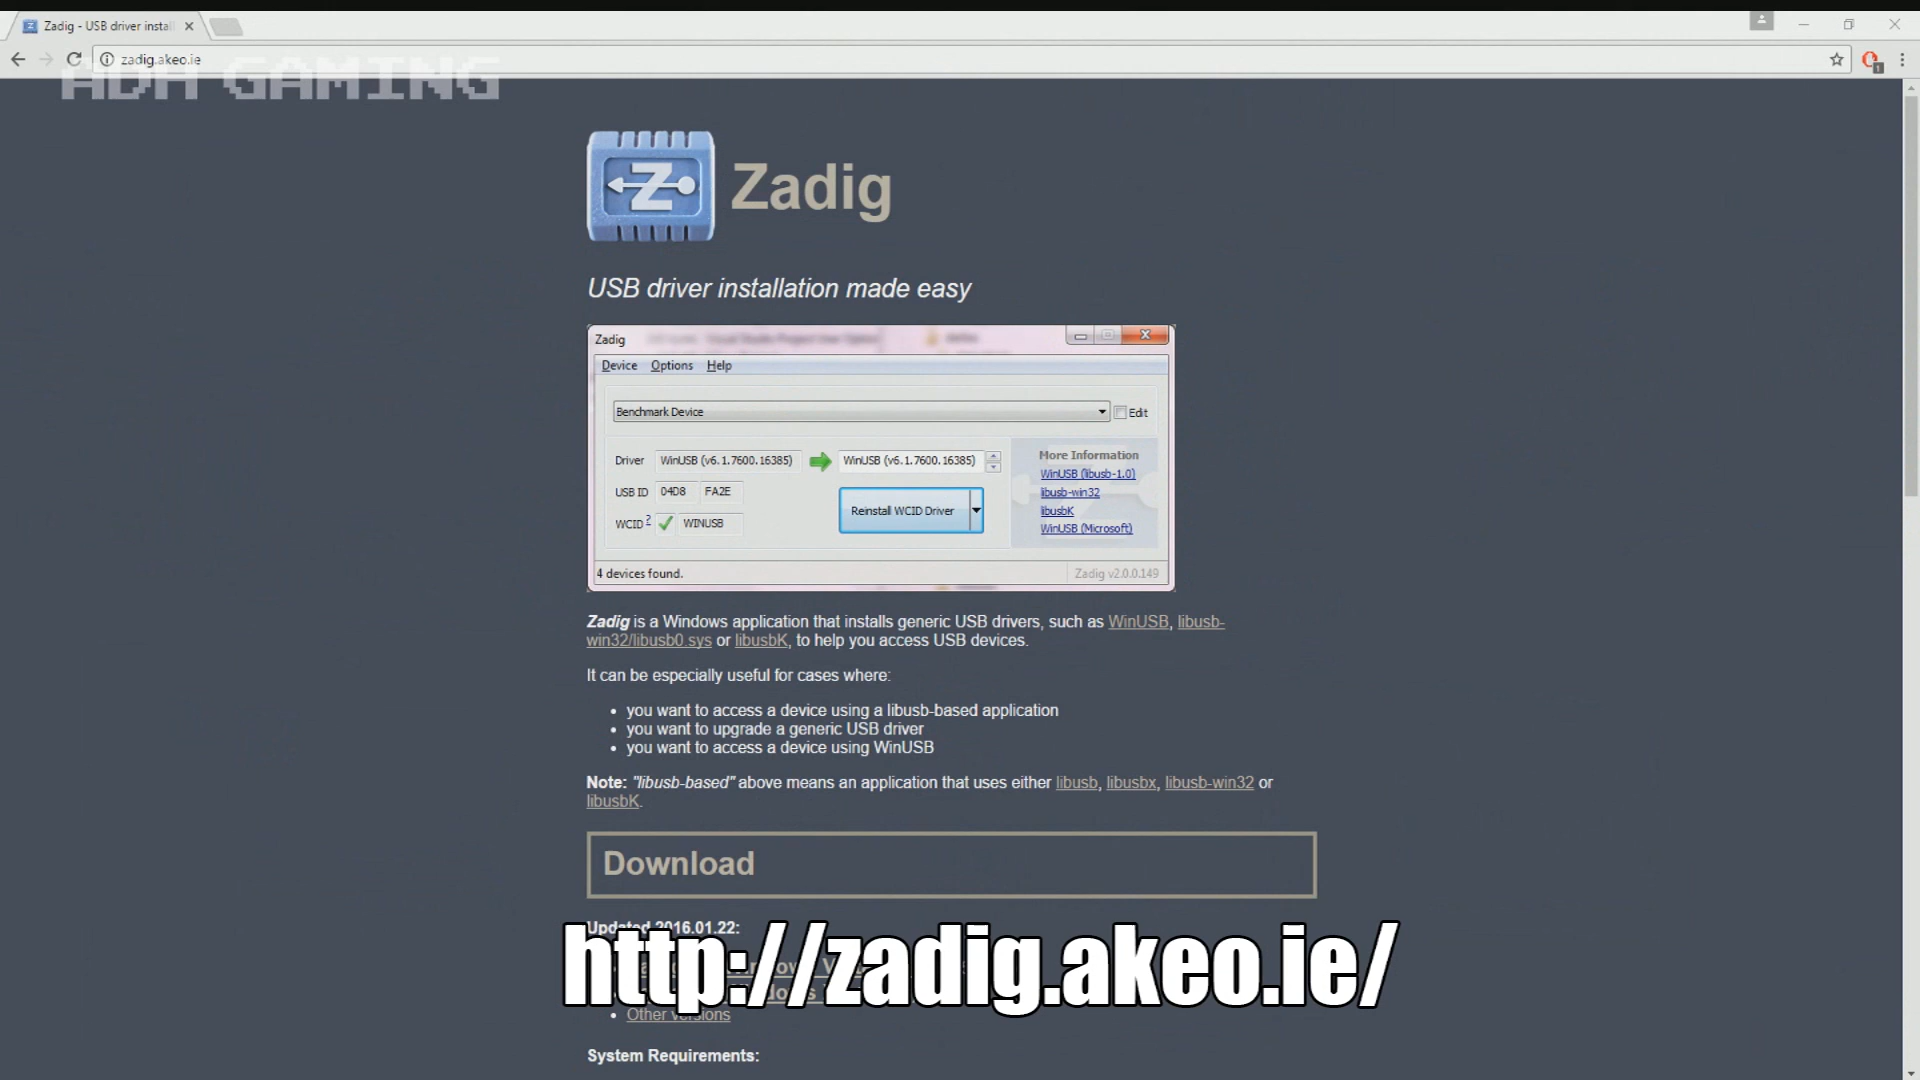 Zadig - USB driver instal
zadig.akeo.ie
ADH GAMING
Z
Zadig
USB driver installation made easy
Zadig
Device Options Help
Benchmark Device
Edit
Driver WinUSB (v6.1.7600.16385) WinUSB (v6.1.7600.16385)
USB ID 04D8 FA2E
WCID ? WINUSB
Reinstall WCID Driver
More Information
WinUSB (libusb-1.0)
libusb-win32
libusbK
WinUSB (Microsoft)
4 devices found.
Zadig v2.0.0.149
Zadig is a Windows application that installs generic USB drivers, such as WinUSB, libusb-
win32/libusb0.sys or libusbK, to help you access USB devices.
It can be especially useful for cases where:
• you want to access a device using a libusb-based application
• you want to upgrade a generic USB driver
• you want to access a device using WinUSB
Note: "libusb-based" above means an application that uses either libusb, libusbx, libusb-win32 or
libusbK.
Download
Updated 2016.01.22:
http://zadig.akeo.ie/
• Other versions
System Requirements: